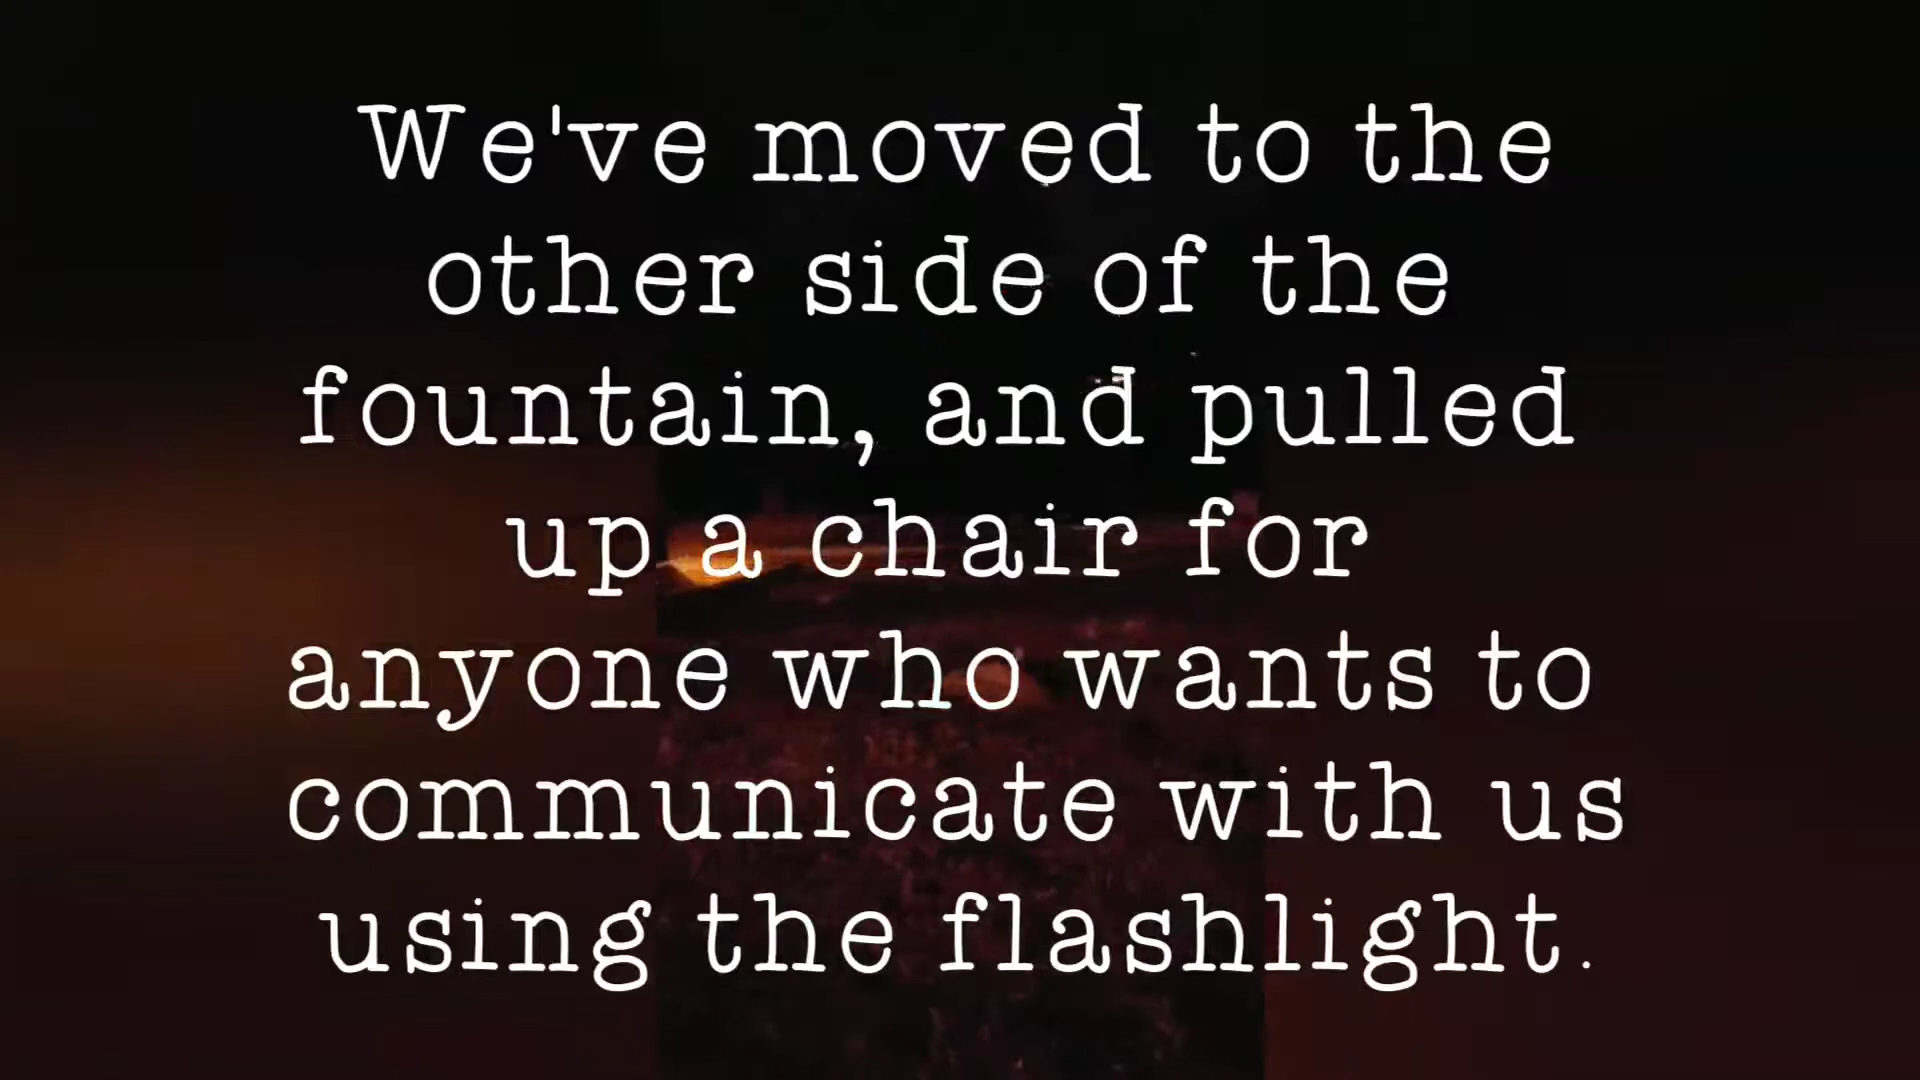 We've moved to the
other side of the
fountain, and pulled
up a chair for
anyone who wants to
communicate with us
using the flashlight.